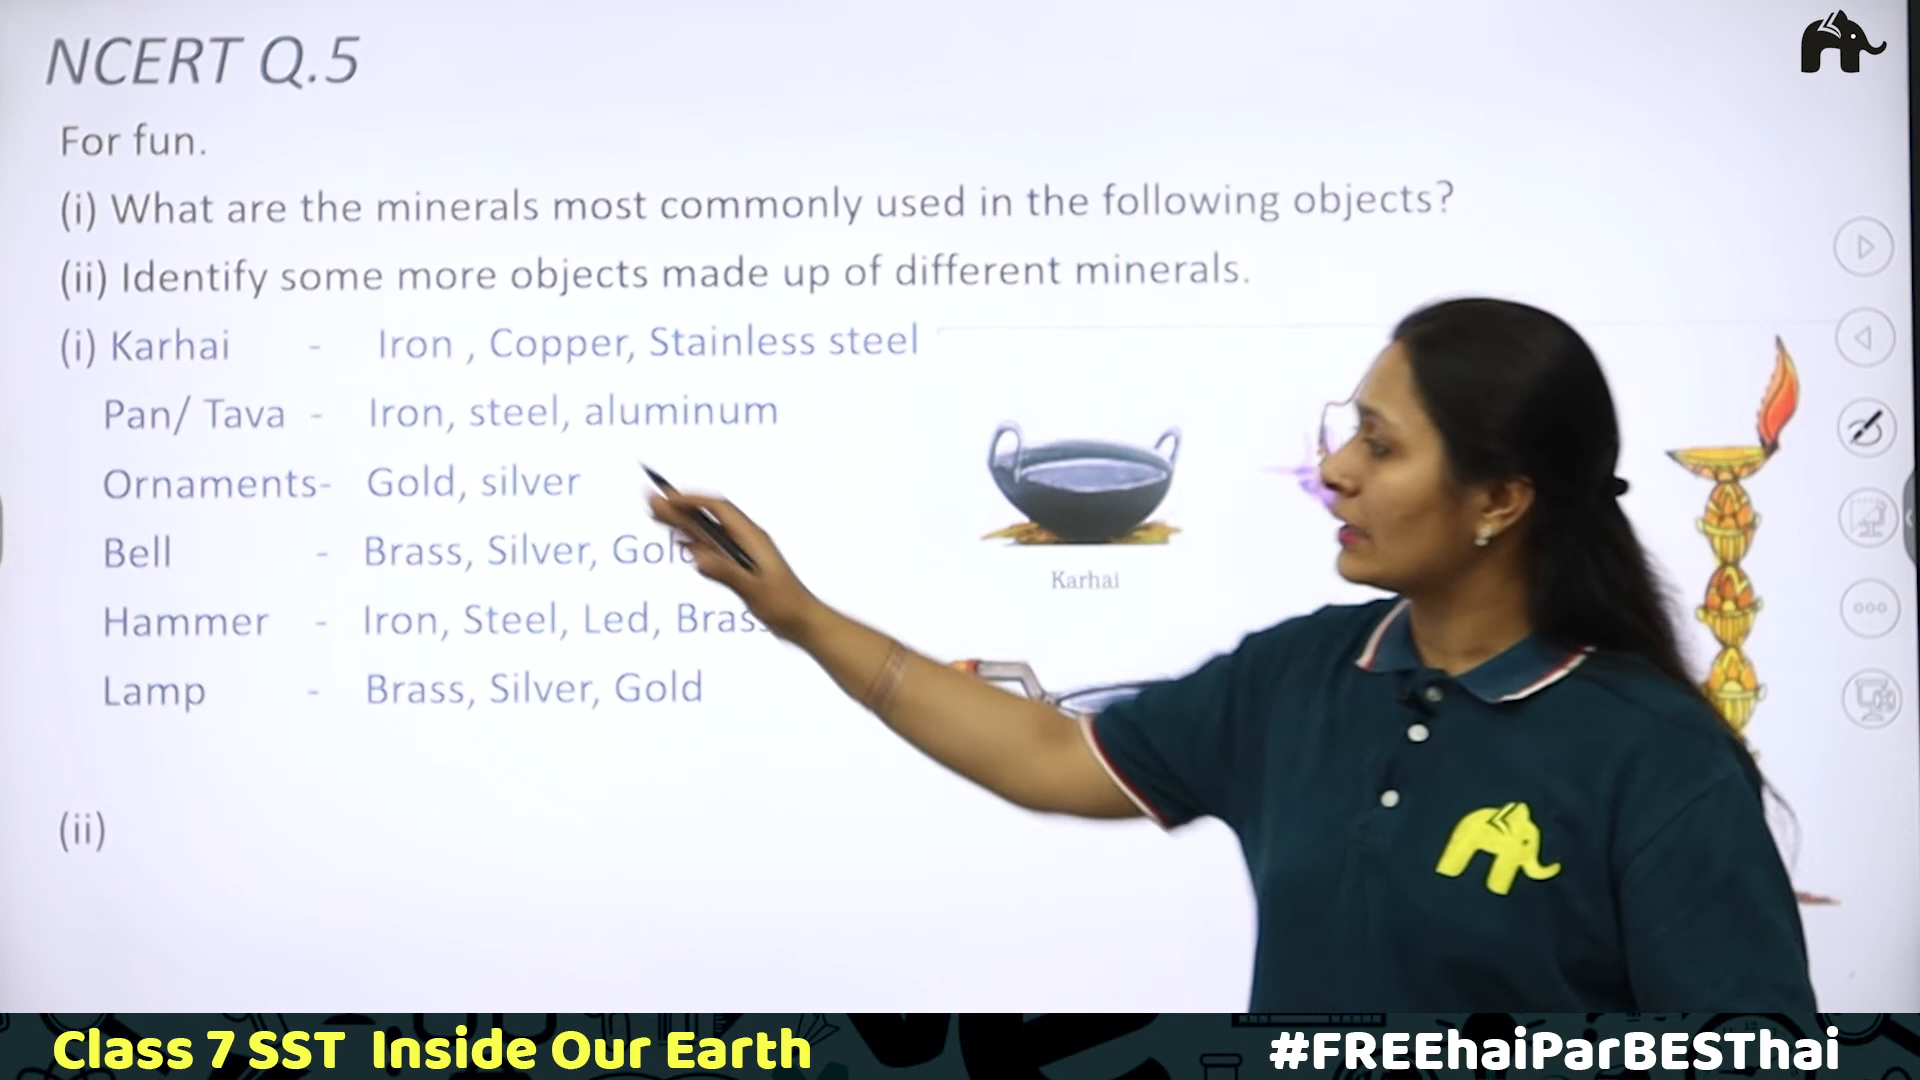 NCERT Q.5
For fun.
(i) What are the minerals most commonly used in the following objects?
(ii) Identify some more objects made up of different minerals.
(i) Karhai - Iron , Copper, Stainless steel
Pan/ Tava - Iron, steel, aluminum
Ornaments- Gold, silver
Bell - Brass, Silver, Gold
Hammer - Iron, Steel, Led, Brass
Lamp - Brass, Silver, Gold
Karhai
(ii)
Class 7 SST Inside Our Earth
#FREEhaiParBESThai